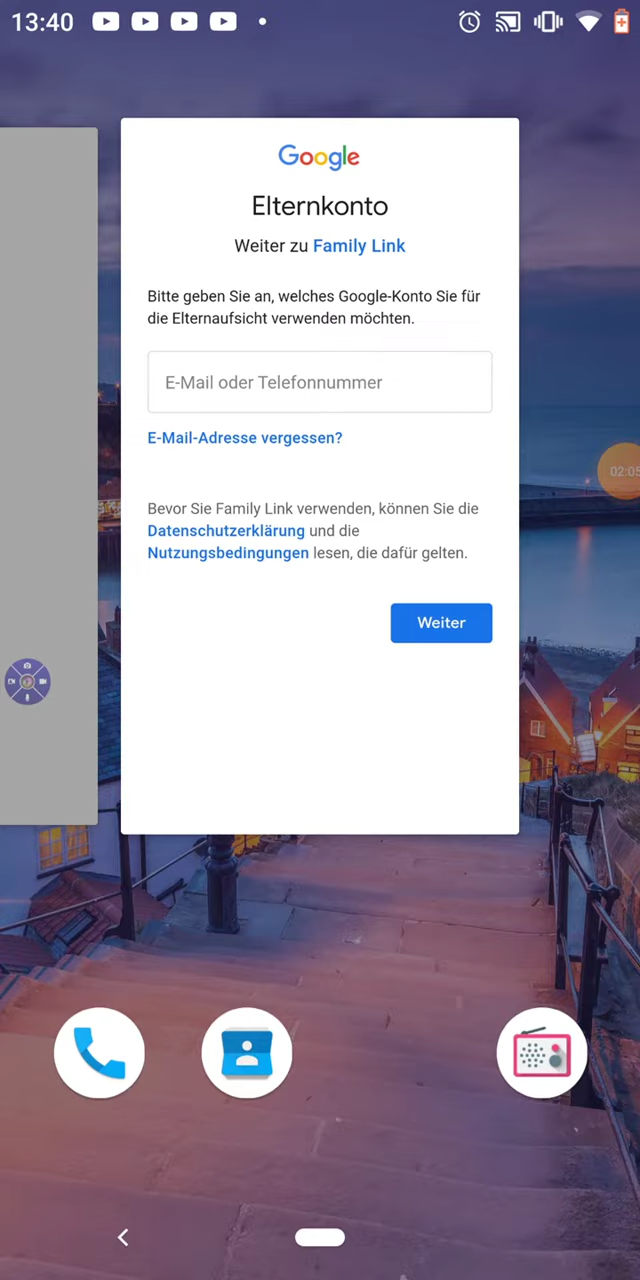 13:40
Google
Elternkonto
Weiter zu Family Link
Bitte geben Sie an, welches Google-Konto Sie für
die Elternaufsicht verwenden möchten.
E-Mail oder Telefonnummer
E-Mail-Adresse vergessen?
02:05
Bevor Sie Family Link verwenden, können Sie die
Datenschutzerklärung und die
Nutzungsbedingungen lesen, die dafür gelten.
Weiter